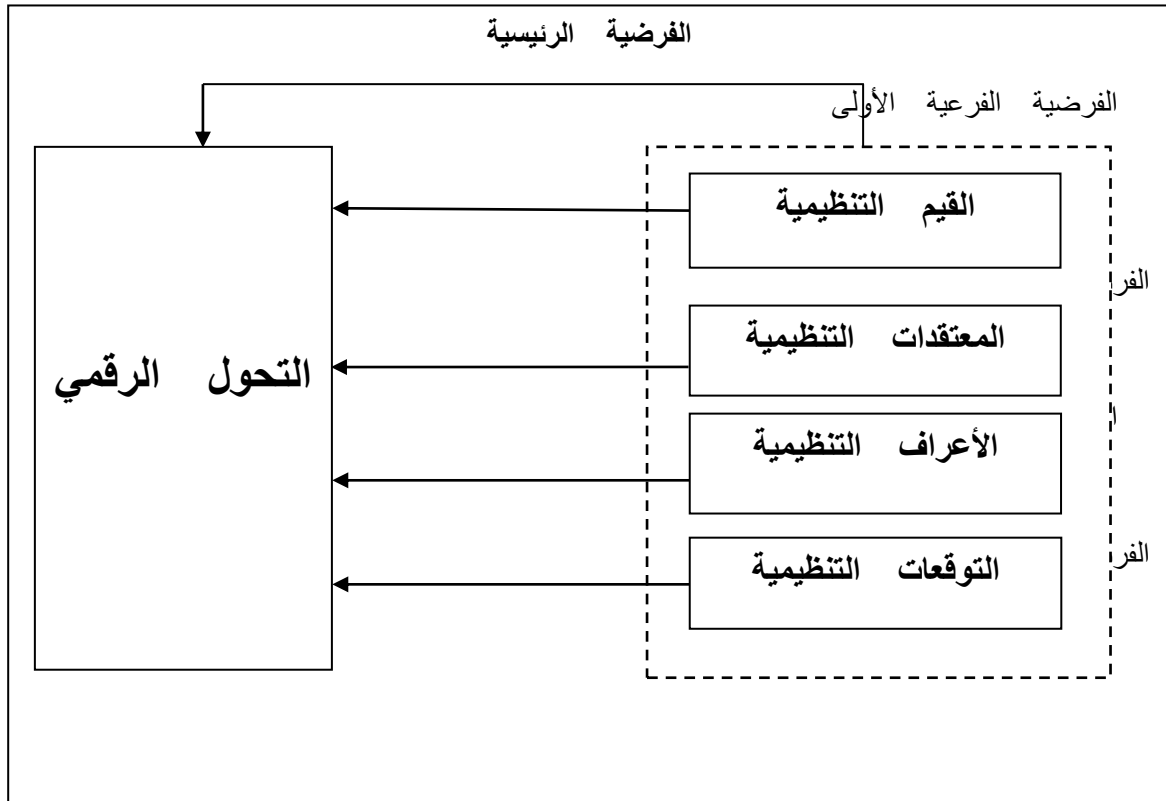 الفرضية الرئيسية
الفرضية الفرعية الأولى
القيم التنظيمية
المعتقدات التنظيمية
الأعراف التنظيمية
التوقعات التنظيمية
التحول الرقمي